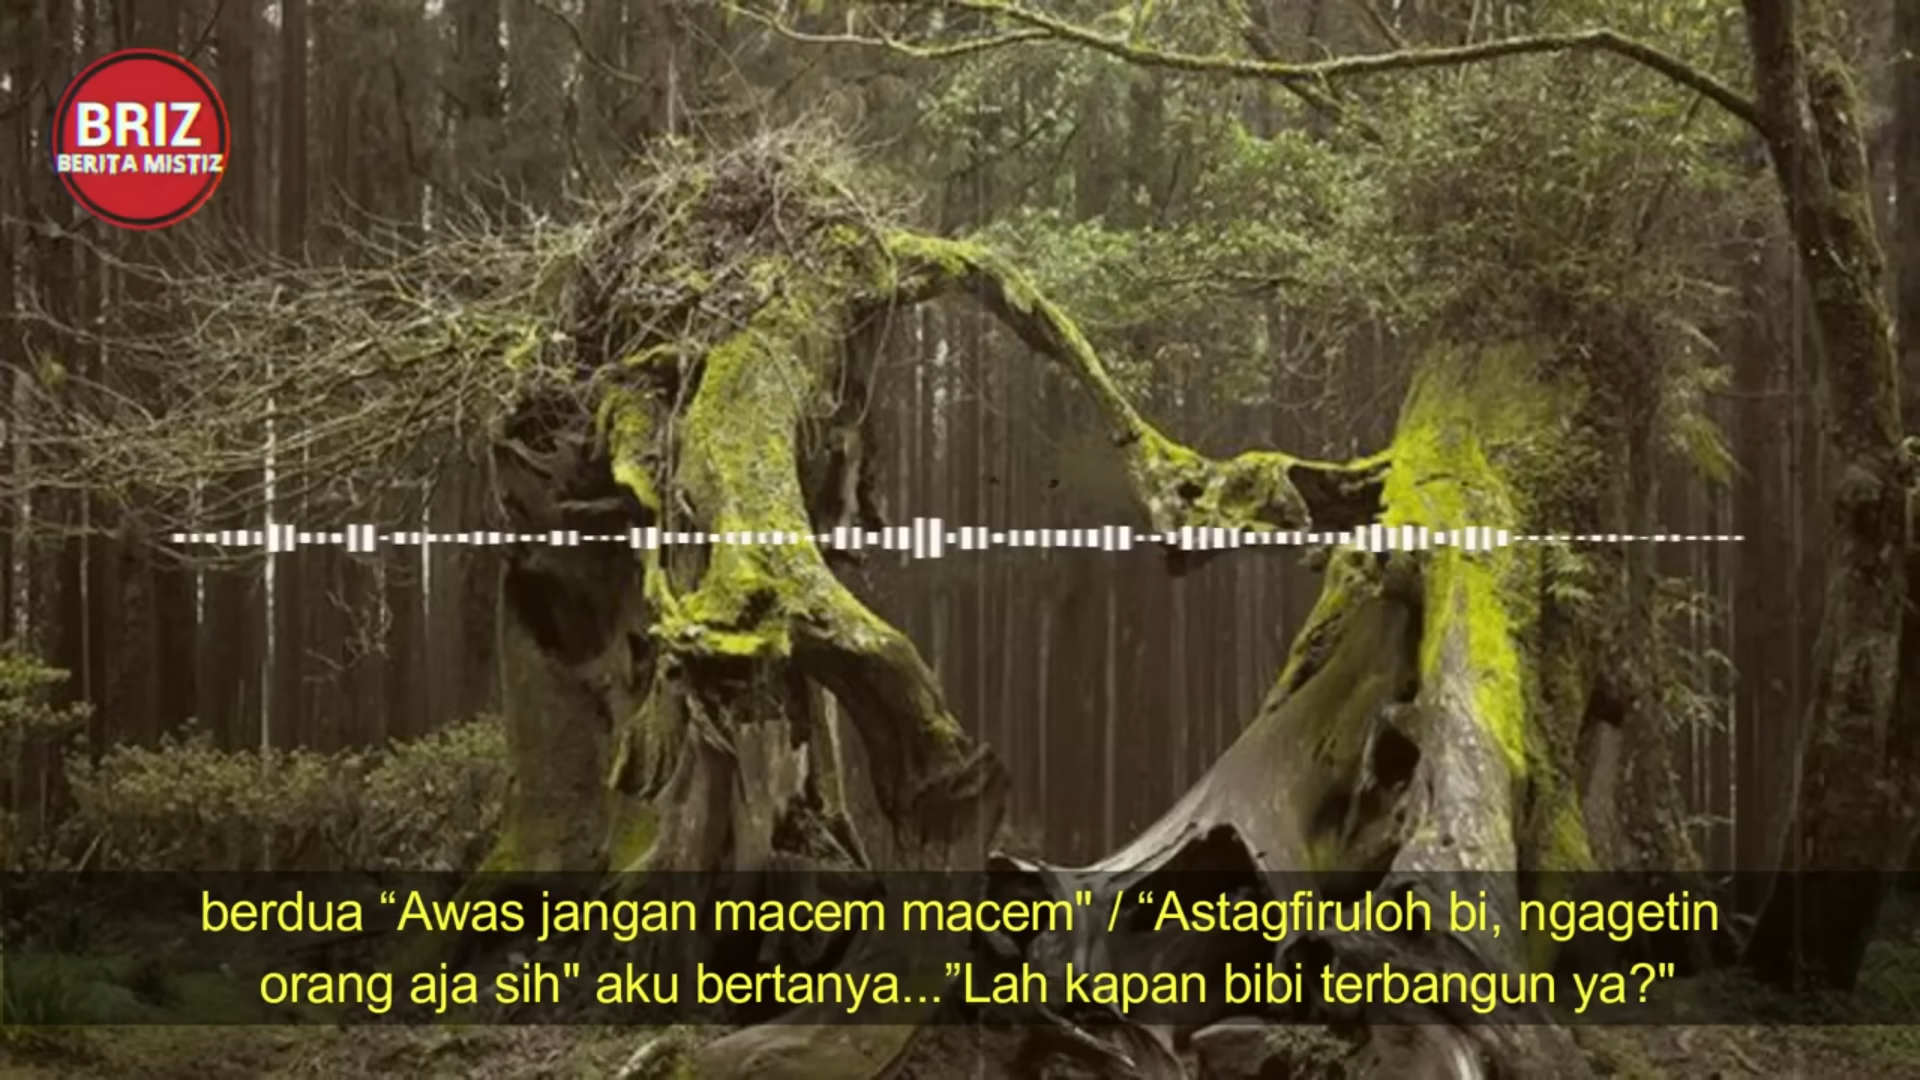 BRIZ
BERITA MISTIZ
berdua “Awas jangan macem macem" / “Astagfiruloh bi, ngagetin
orang aja sih" aku bertanya...”Lah kapan bibi terbangun ya?"